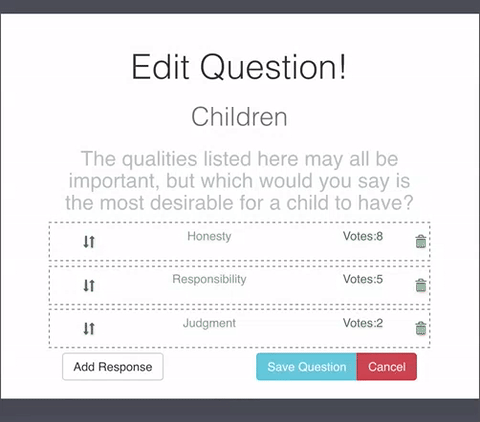 Edit Question!
Children
The qualities listed here may all be
important, but which would you say is
the most desirable for a child to have?
Honesty Votes:8
Responsibility Votes:5
Judgment Votes:2
Add Response Save Question Cancel